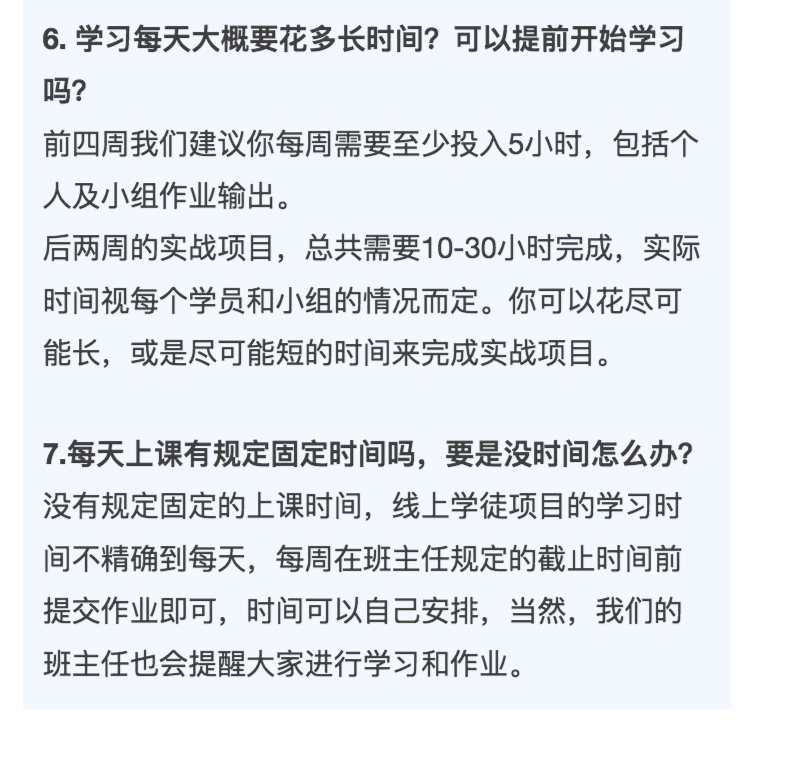 6. 学习每天大概要花多长时间？可以提前开始学习
吗？
前四周我们建议你每周需要至少投入5小时，包括个
人及小组作业输出。
后两周的实战项目，总共需要10-30小时完成，实际
时间视每个学员和小组的情况而定。你可以花尽可
能长，或是尽可能短的时间来完成实战项目。
7.每天上课有规定固定时间吗，要是没时间怎么办？
没有规定固定的上课时间，线上学徒项目的学习时
间不精确到每天，每周在班主任规定的截止时间前
提交作业即可，时间可以自己安排，当然，我们的
班主任也会提醒大家进行学习和作业。